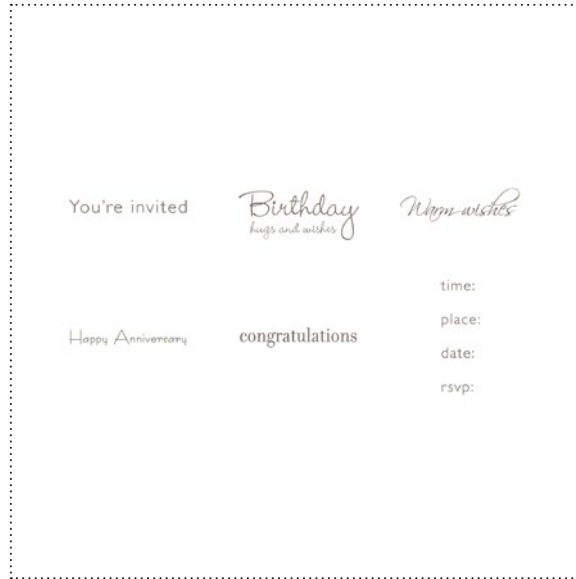 You're invited
Birthday
hugs and wishes
Warm wishes
Happy Anniversary
congratulations
time:
place:
date:
rsvp: